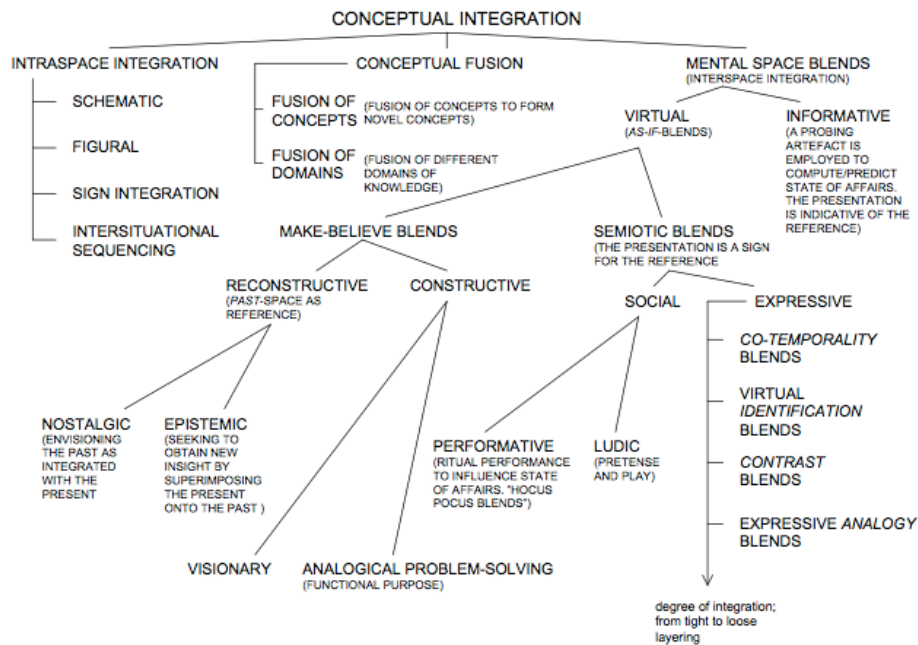 CONCEPTUAL INTEGRATION
INTRASPACE INTEGRATION
SCHEMATIC
FIGURAL
SIGN INTEGRATION
INTERSITUATIONAL
SEQUENCING
CONCEPTUAL FUSION
FUSION OF
CONCEPTS
(FUSION OF CONCEPTS TO FORM
NOVEL CONCEPTS)
FUSION OF
DOMAINS
(FUSION OF DIFFERENT
DOMAINS OF
KNOWLEDGE)
MENTAL SPACE BLENDS
(INTERSPACE INTEGRATION)
VIRTUAL
(AS-IF-BLENDS)
INFORMATIVE
(A PROBING
ARTEFACT IS
EMPLOYED TO
COMPUTE/PREDICT
STATE OF AFFAIRS.
THE PRESENTATION
IS INDICATIVE OF THE
REFERENCE)
MAKE-BELIEVE BLENDS
RECONSTRUCTIVE
(PAST-SPACE AS
REFERENCE)
CONSTRUCTIVE
NOSTALGIC
(ENVISIONING
THE PAST AS
INTEGRATED
WITH THE
PRESENT
EPISTEMIC
(SEEKING TO
OBTAIN NEW
INSIGHT BY
SUPERIMPOSING
THE PRESENT
ONTO THE PAST )
VISIONARY
ANALOGICAL PROBLEM-SOLVING
(FUNCTIONAL PURPOSE)
SEMIOTIC BLENDS
(THE PRESENTATION IS A SIGN
FOR THE REFERENCE
SOCIAL
EXPRESSIVE
PERFORMATIVE
(RITUAL PERFORMANCE
TO INFLUENCE STATE
OF AFFAIRS. "HOCUS
POCUS BLENDS")
LUDIC
(PRETENSE
AND PLAY)
CO-TEMPORALITY
BLENDS
VIRTUAL
IDENTIFICATION
BLENDS
CONTRAST
BLENDS
EXPRESSIVE ANALOGY
BLENDS
degree of integration;
from tight to loose
layering